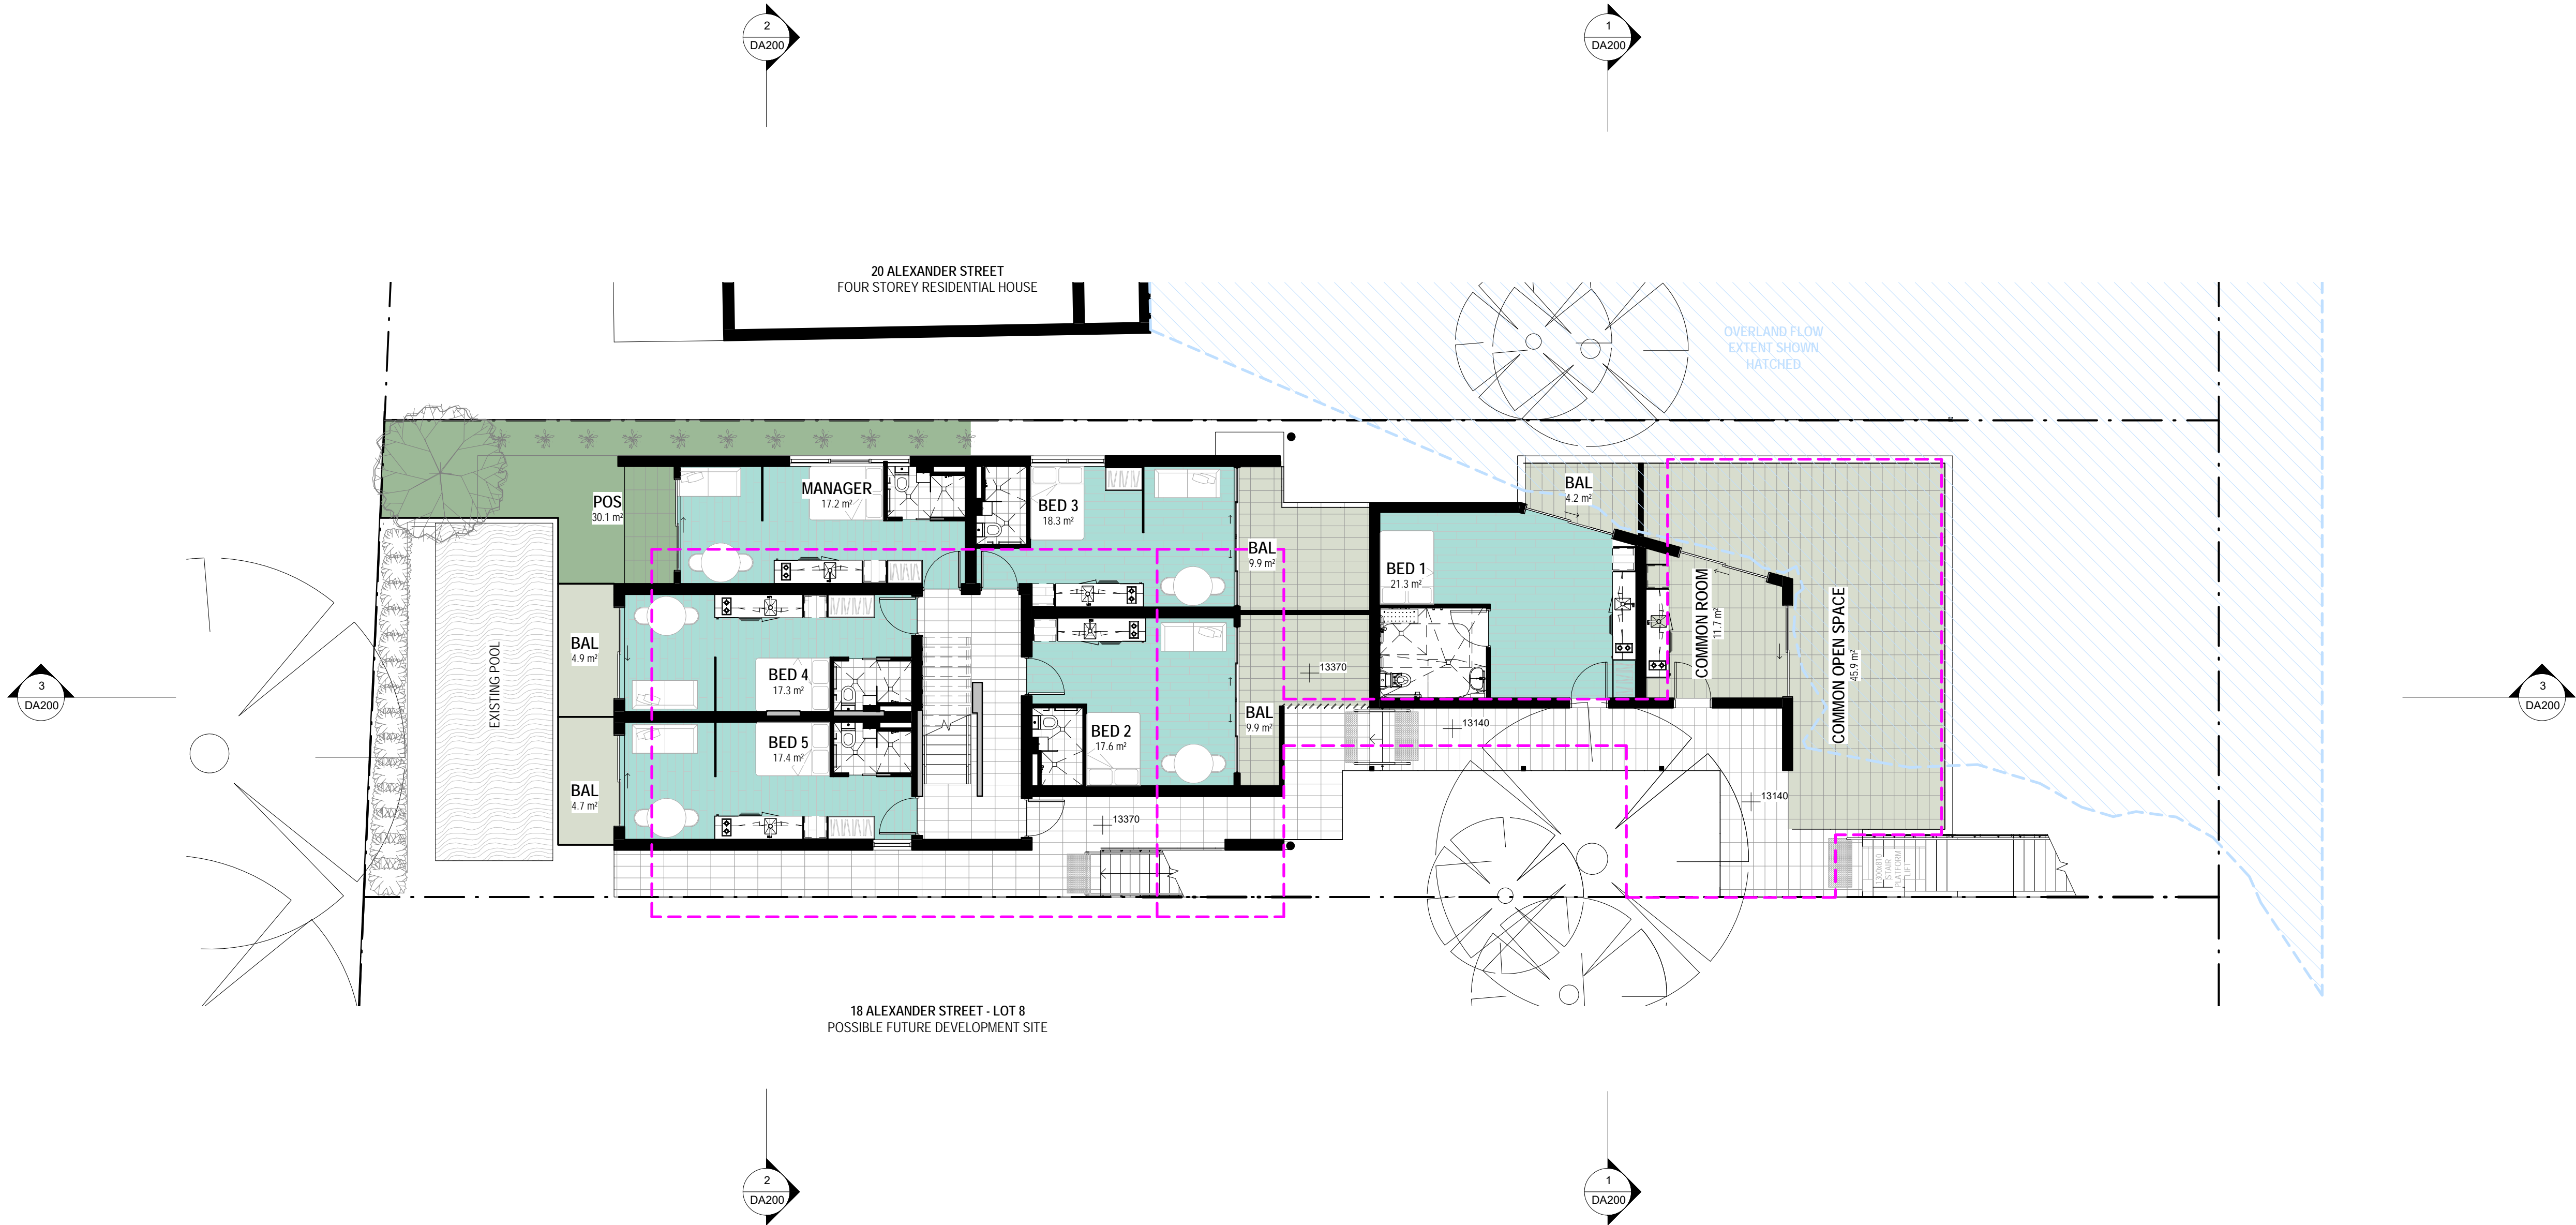 2
DA200
1
DA200
20 ALEXANDER STREET
FOUR STOREY RESIDENTIAL HOUSE
OVERLAND FLOW
EXTENT SHOWN
HATCHED
POS
30.1 m²
MANAGER
17.2 m²
BED 3
18.3 m²
BAL
9.9 m²
BED 1
21.3 m²
BAL
4.2 m²
COMMON ROOM
11.7 m²
COMMON OPEN SPACE
45.9 m²
3
DA200
EXISTING POOL
BAL
4.9 m²
BED 4
17.3 m²
BAL
4.7 m²
BED 5
17.4 m²
BED 2
17.6 m²
BAL
9.9 m²
13370
13140
13140
13370
STAIR
PLATFORM
LIFT
3
DA200
18 ALEXANDER STREET - LOT 8
POSSIBLE FUTURE DEVELOPMENT SITE
2
DA200
1
DA200